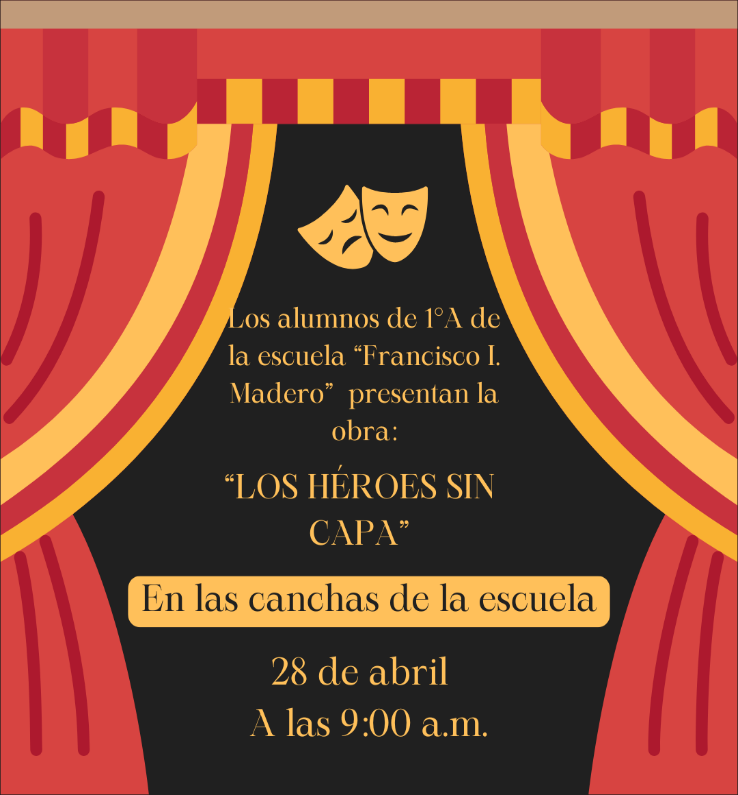 Los alumnos de 1°A de
la escuela “Francisco I.
Madero”  presentan la
obra:
“LOS HÉROES SIN
CAPA”
En las canchas de la escuela
28 de abril
A las 9:00 a.m.